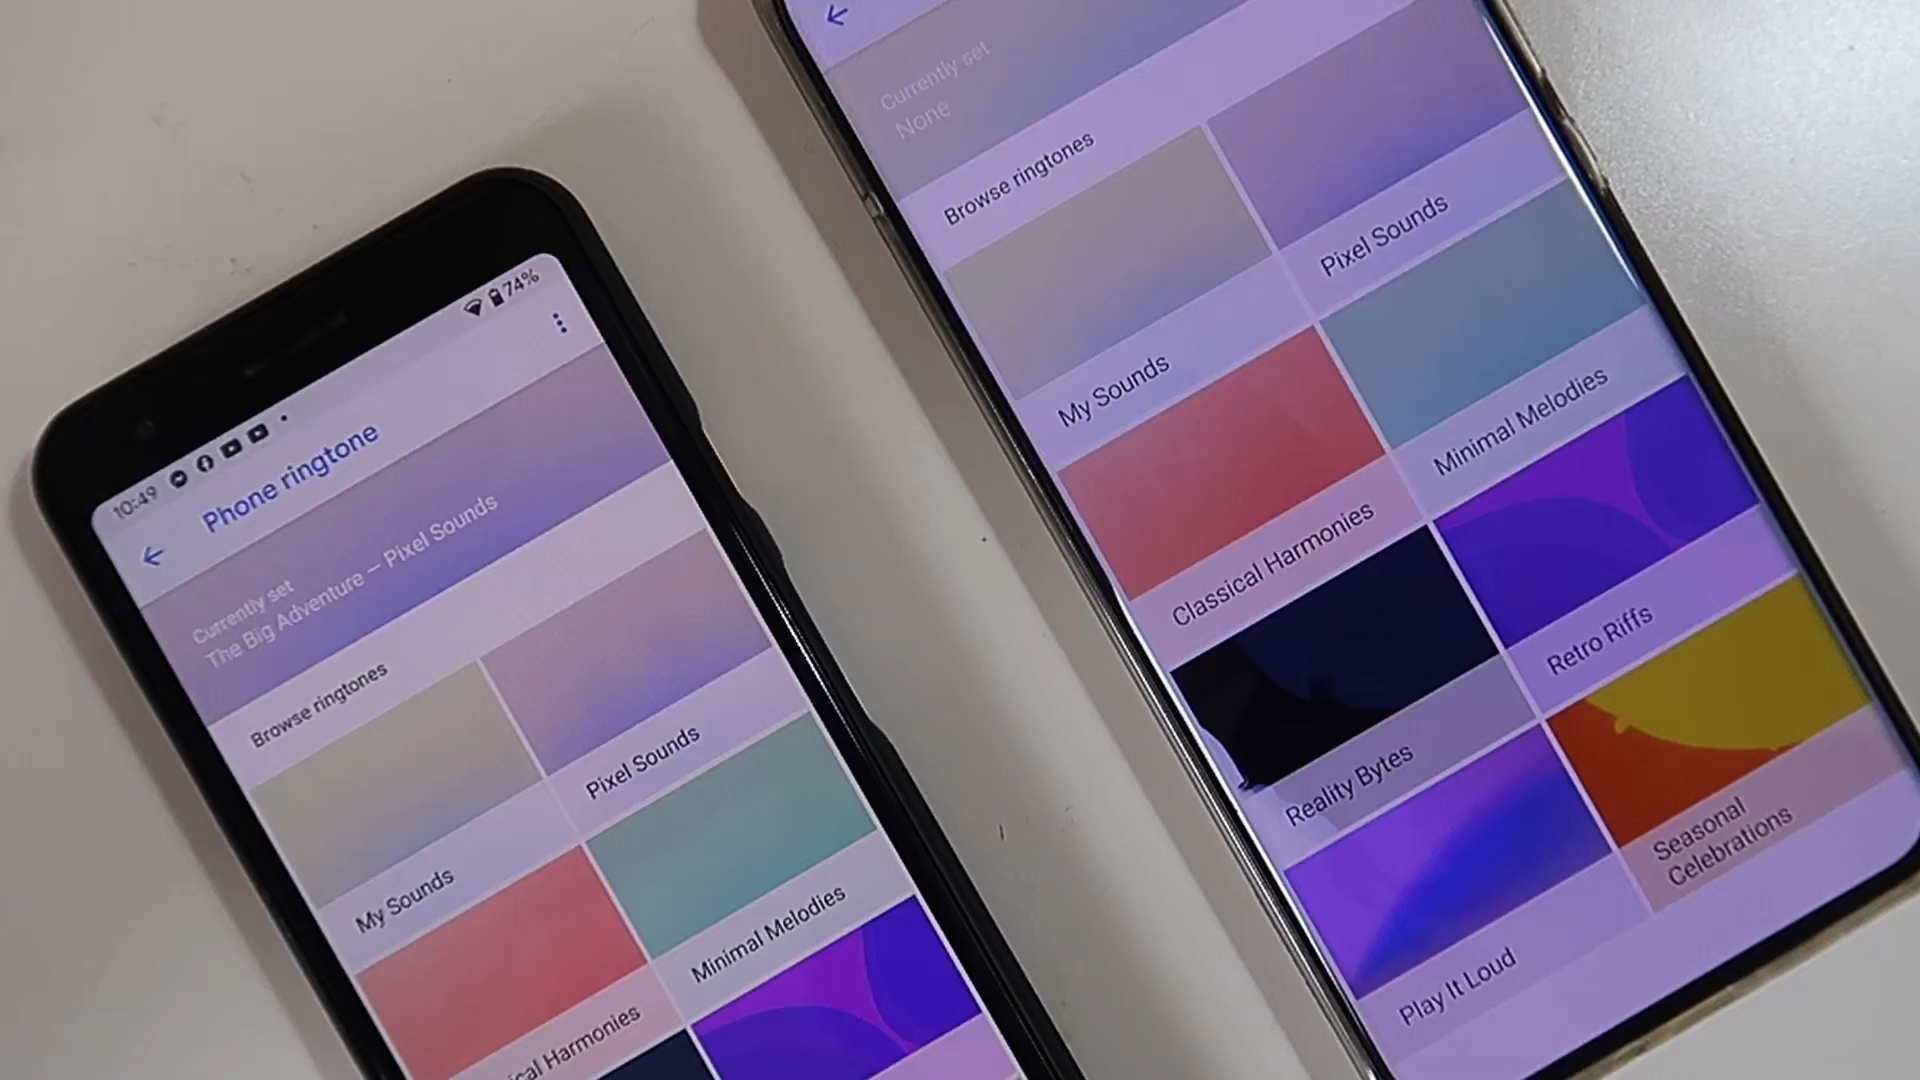 10:49
74%
Phone ringtone
Currently set
The Big Adventure — Pixel Sounds
Browse ringtones
My Sounds
Pixel Sounds
ical Harmonies
Minimal Melodies
Currently set
None
Browse ringtones
My Sounds
Pixel Sounds
Classical Harmonies
Minimal Melodies
Reality Bytes
Retro Riffs
Play It Loud
Seasonal
Celebrations